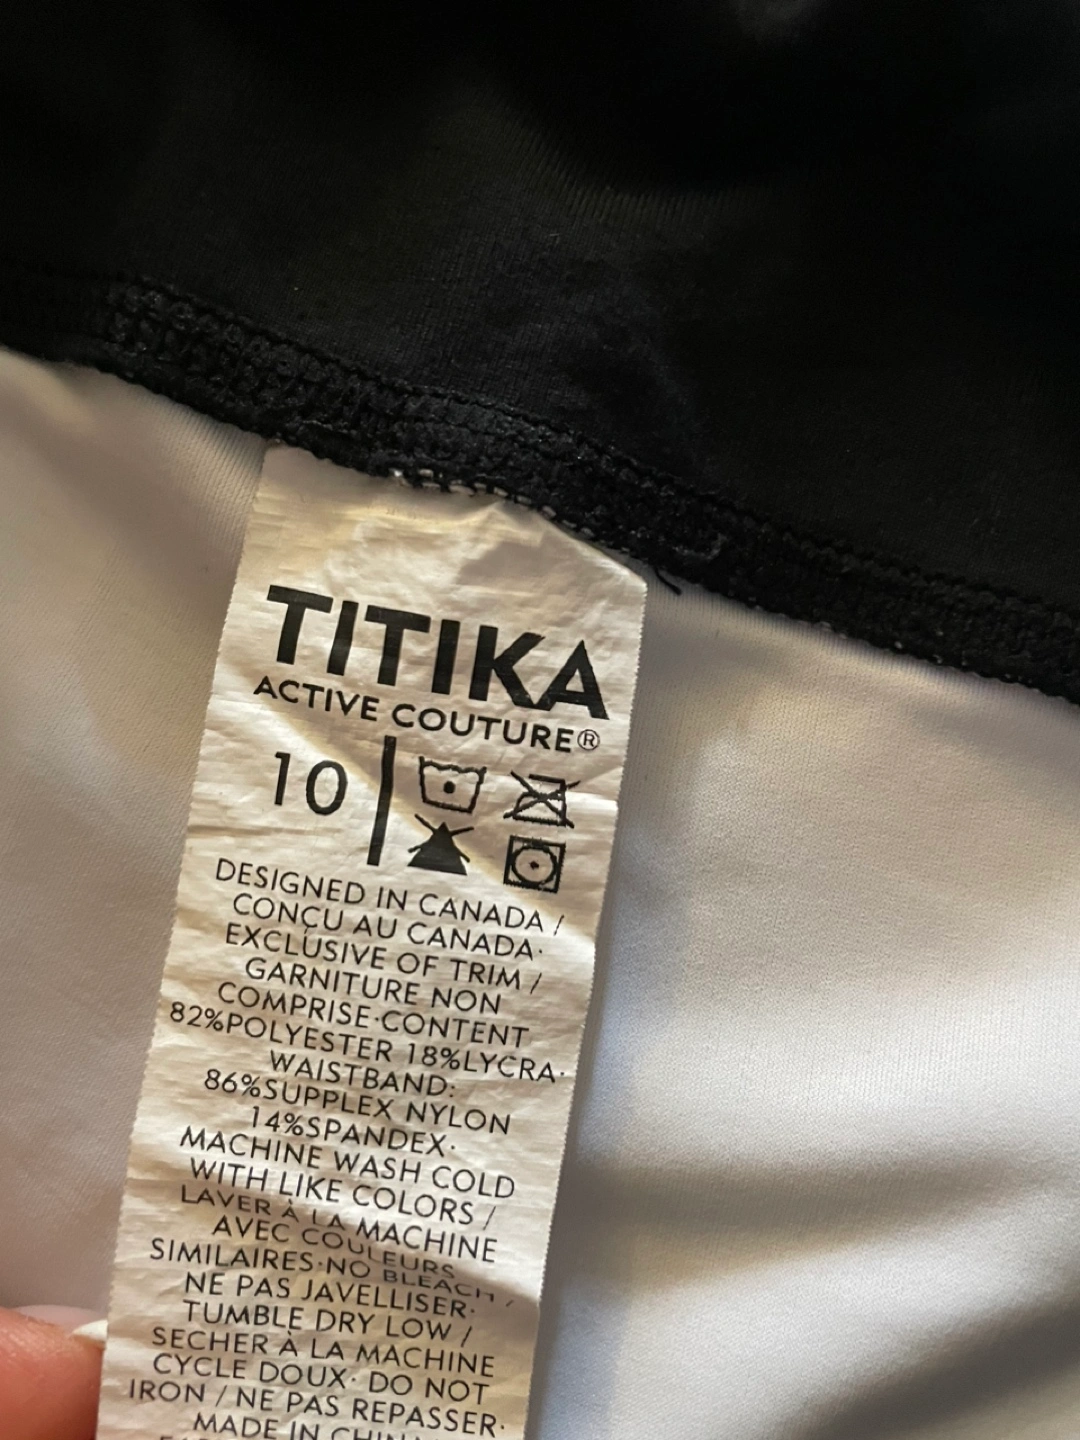 TITIKA
ACTIVE COUTURE®
10
DESIGNED IN CANADA /
CONÇU AU CANADA·
EXCLUSIVE OF TRIM /
GARNITURE NON
COMPRISE·CONTENT
82%POLYESTER 18%LYCRA·
WAISTBAND:
86%SUPPLEX NYLON
14%SPANDEX·
MACHINE WASH COLD
WITH LIKE COLORS /
LAVER À LA MACHINE
AVEC COULEURS
SIMILAIRES·NO BLEACH /
NE PAS JAVELLISER·
TUMBLE DRY LOW /
SECHER À LA MACHINE
CYCLE DOUX· DO NOT
IRON / NE PAS REPASSER·
MADE IN